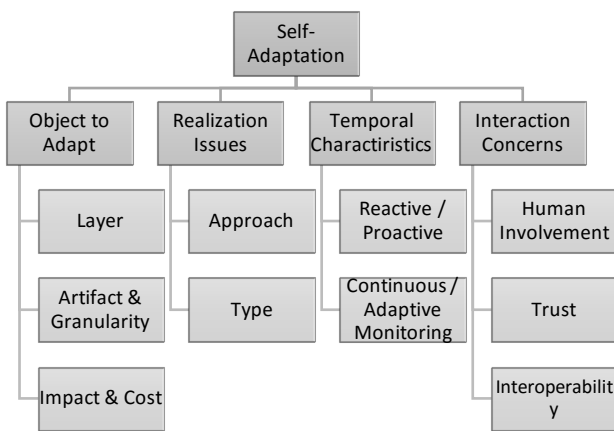 Self-
Adaptation
Object to
Adapt
Realization
Issues
Temporal
Charactiristics
Interaction
Concerns
Layer
Approach
Reactive /
Proactive
Human
Involvement
Artifact &
Granularity
Type
Continuous /
Adaptive
Monitoring
Trust
Impact & Cost
Interoperabilit
y